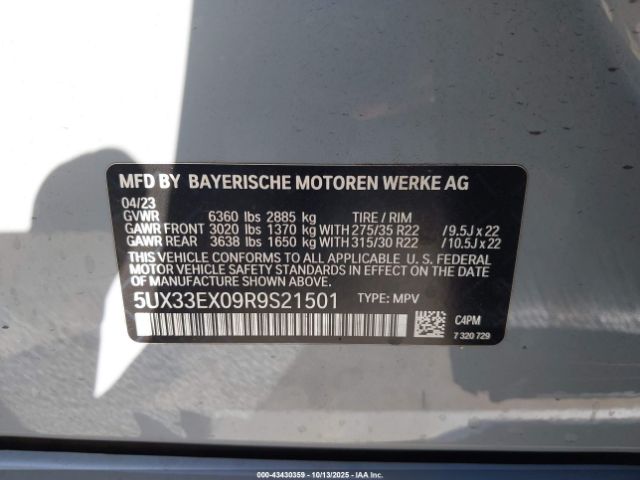 MFD BY BAYERISCHE MOTOREN WERKE AG
04/23
GVWR 6360 lbs 2885 kg TIRE / RIM
GAWR FRONT 3020 lbs 1370 kg WITH 275/35 R22 / 9.5J x 22
GAWR REAR 3638 lbs 1650 kg WITH 315/30 R22 / 10.5J x 22
THIS VEHICLE CONFORMS TO ALL APPLICABLE U. S. FEDERAL
MOTOR VEHICLE SAFETY STANDARDS IN EFFECT ON THE DATE
OF MANUFACTURE SHOWN ABOVE.
5UX33EX09R9S21501 TYPE: MPV
C4PM
7 320 729
000-43430359 - 10/13/2025 - IAAI.com